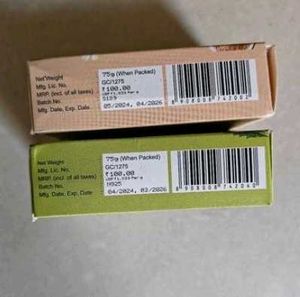 Net Weight 75g (When Packed)
Mfg. Lic. No. GC/1275
MRP (incl. of all taxes) ₹100.00
Batch No.
Mfg. Date, Exp. Date 05/2024, 04/2026
Net Weight 75g (When Packed)
Mfg. Lic. No. GC/1275
MRP (incl. of all taxes) ₹100.00
Batch No.
Mfg. Date, Exp. Date 04/2024, 03/2026